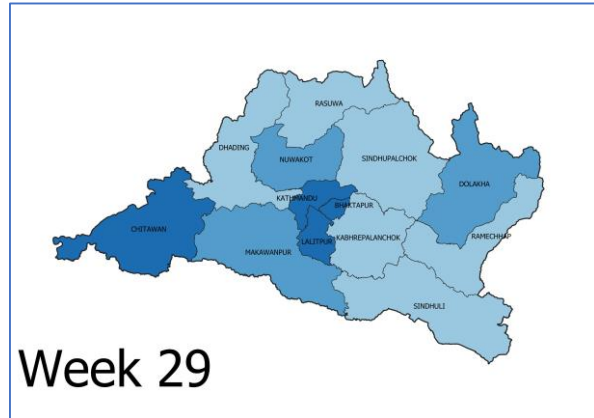 RASUWA
DHADING
NUWAKOT
SINDHUPALCHOK
DOLAKHA
KATHMANDU
BHAKTAPUR
CHITAWAN
LALITPUR
KABHREPALANCHOK
RAMECHHAP
MAKAWANPUR
SINDHULI
Week 29